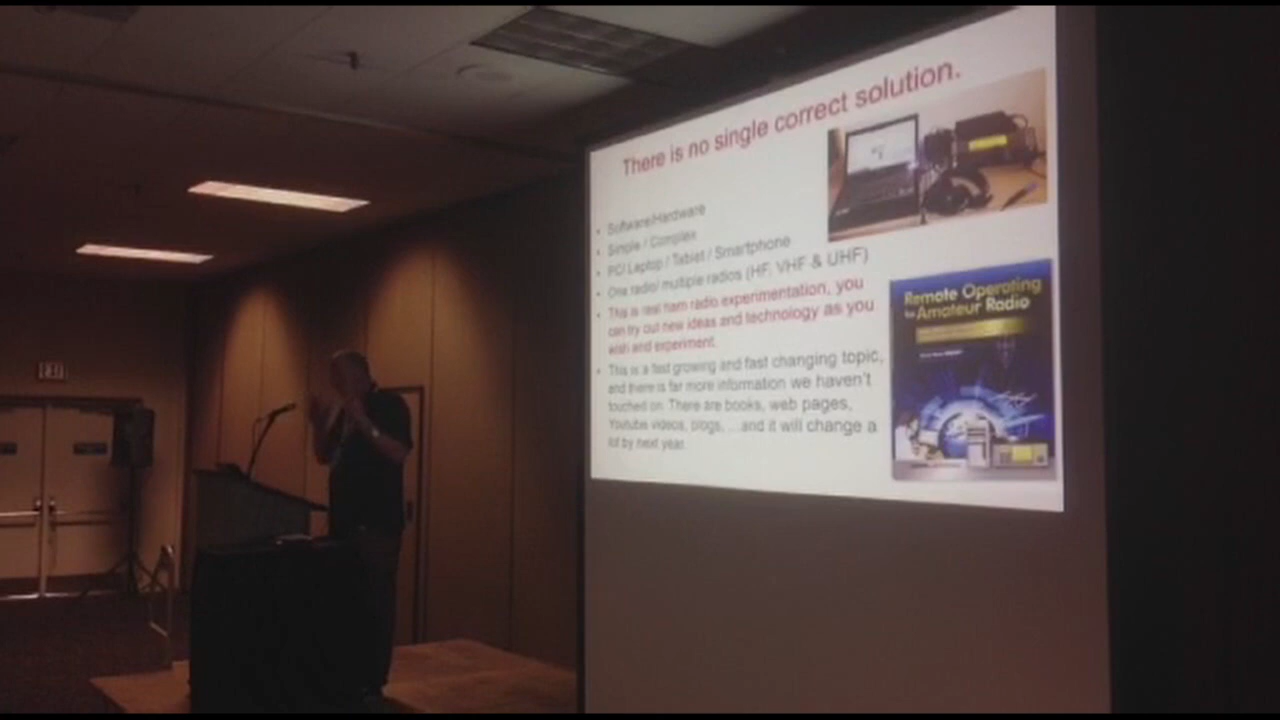 There is no single correct solution.
• Software/Hardware
• Simple / Complex
• PC/ Laptop / Tablet / Smartphone
• One radio/ multiple radios (HF, VHF & UHF)
• This is real ham radio experimentation, you
can try out new ideas and technology as you
wish and experiment.
• This is a fast growing and fast changing topic,
and there is far more information we haven't
touched on. There are books, web pages,
Youtube videos, blogs, ...and it will change a
lot by next year.
Remote Operating
for Amateur Radio
EXIT